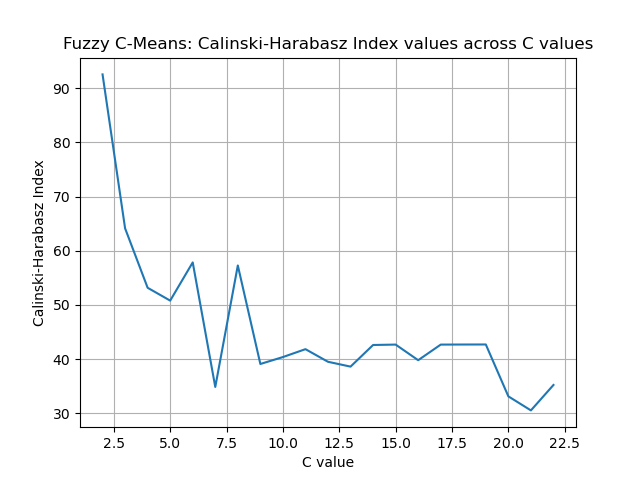 Fuzzy C-Means: Calinski-Harabasz Index values across C values
Calinski-Harabasz Index
90
80
70
60
50
40
30
2.5 5.0 7.5 10.0 12.5 15.0 17.5 20.0 22.5
C value